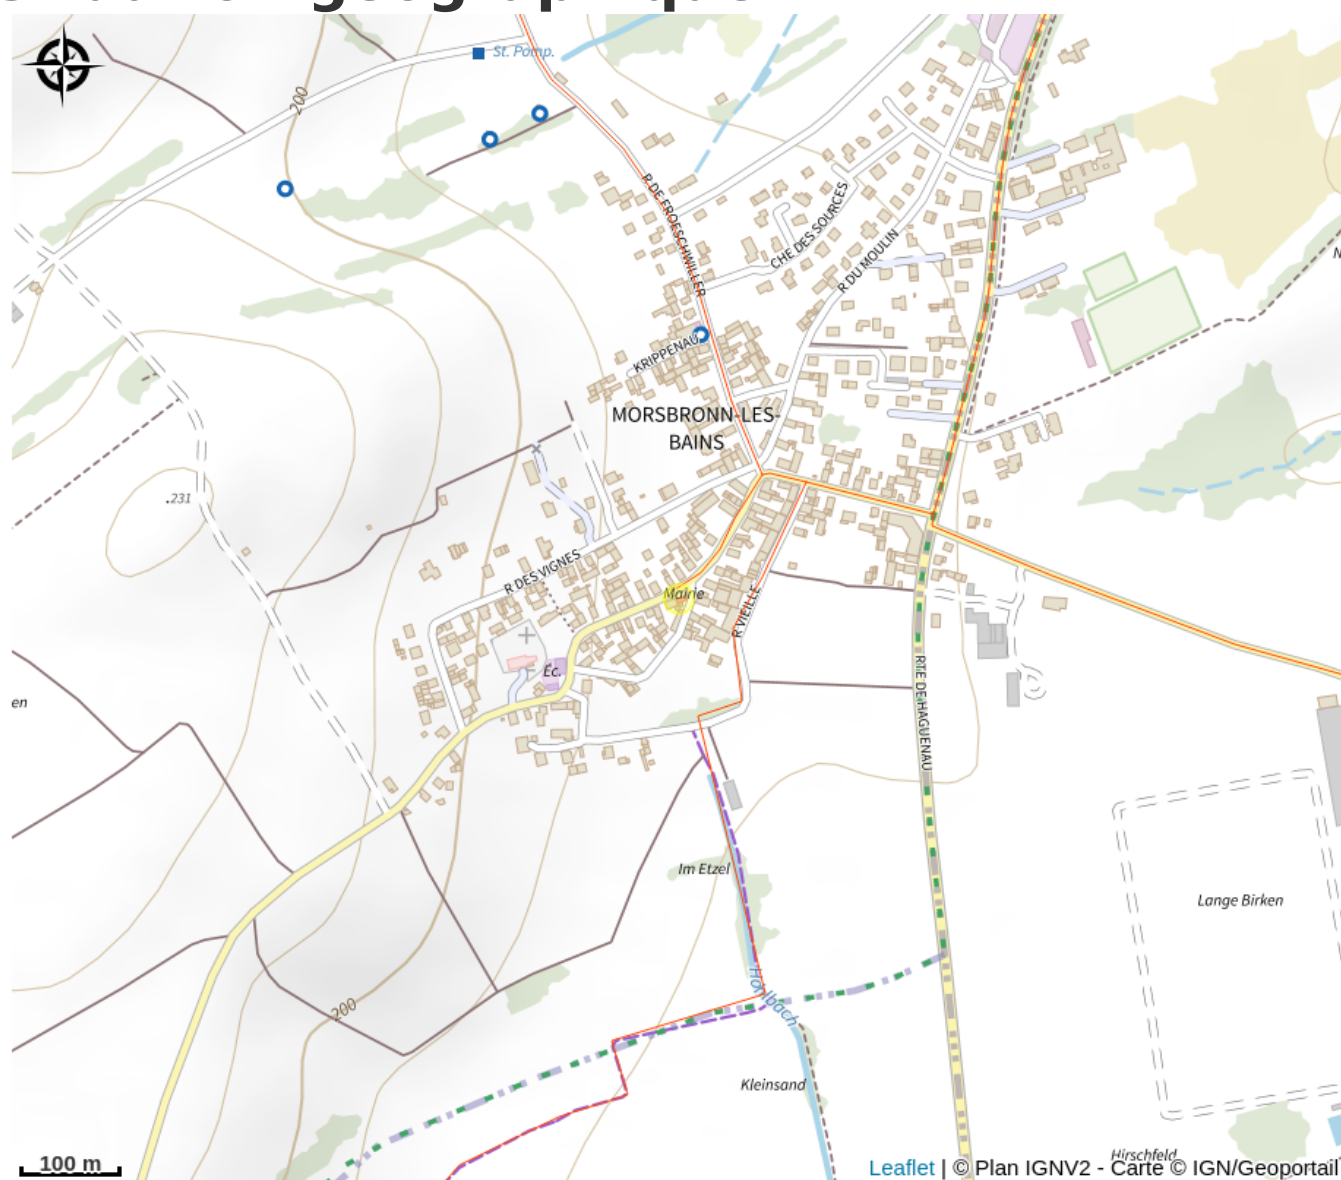 St. Pomp.
200
R DE FROESCHWILLER
CHE DES SOURCES
R DU MOULIN
KRIPPENAU
MORSBRONN-LES-
BAINS
.231
R DES VIGNES
Mairie
R VIEILLE
Éc.
en
RTE DE HAGUENAU
Im Etzel
Lange Birken
200
Hohlbach
Kleinsand
Hirschfeld
100 m
Leaflet | © Plan IGNV2 - Carte © IGN/Geoportail